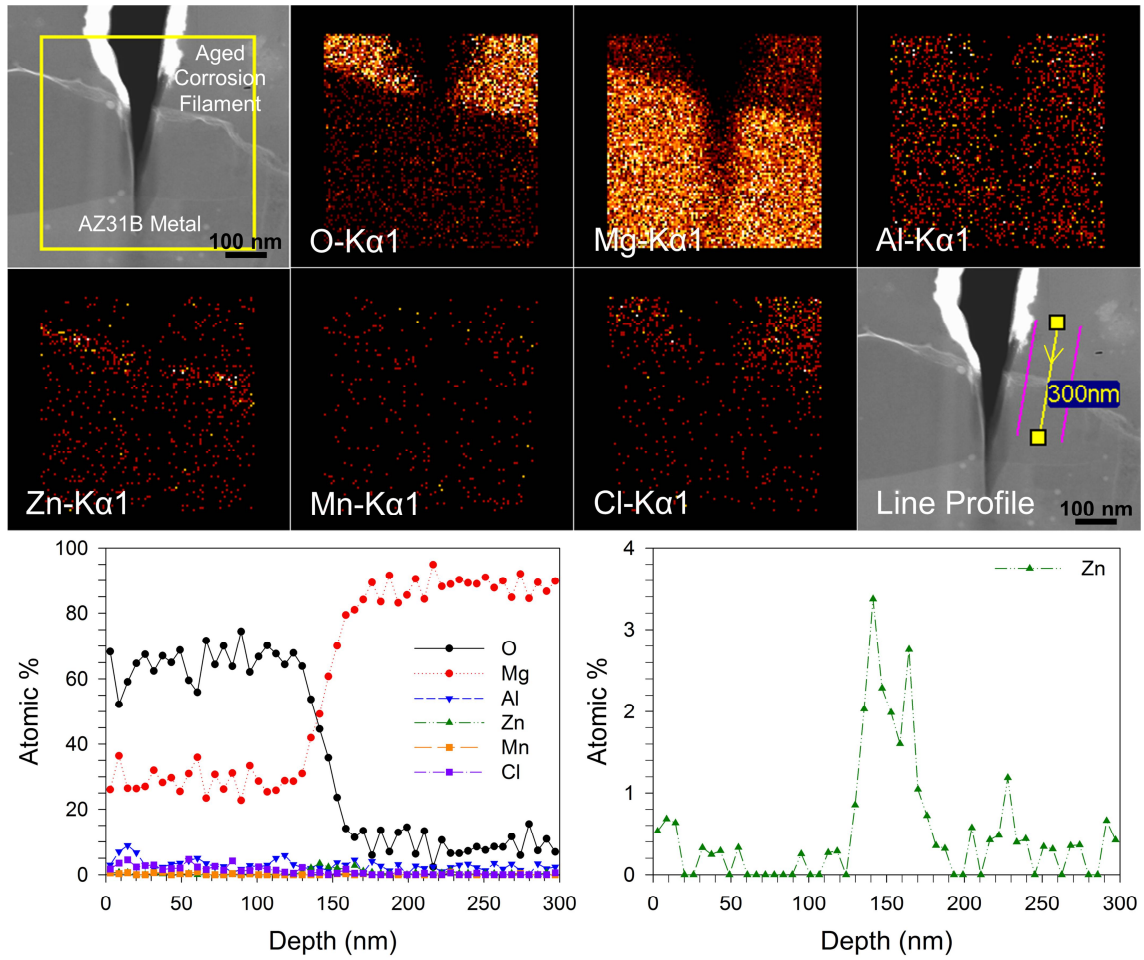 Aged
Corrosion
Filament
AZ31B Metal
100 nm
O-Kα1
Mg-Kα1
Al-Kα1
Zn-Kα1
Mn-Kα1
Cl-Kα1
300nm
Line Profile
100 nm
100
80
60
40
20
0
Atomic %
0
50
100
150
200
250
300
Depth (nm)
O
Mg
Al
Zn
Mn
Cl
4
3
2
1
0
Atomic %
0
50
100
150
200
250
300
Depth (nm)
Zn